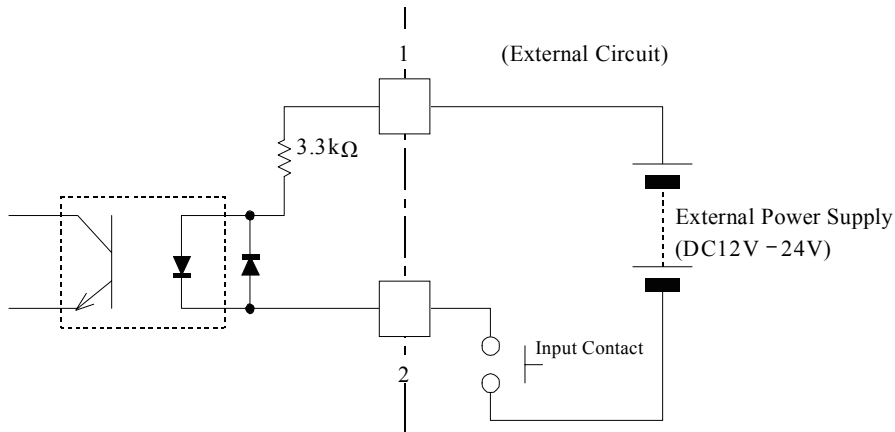 1
(External Circuit)
3.3kΩ
External Power Supply
(DC12V－24V)
Input Contact
2